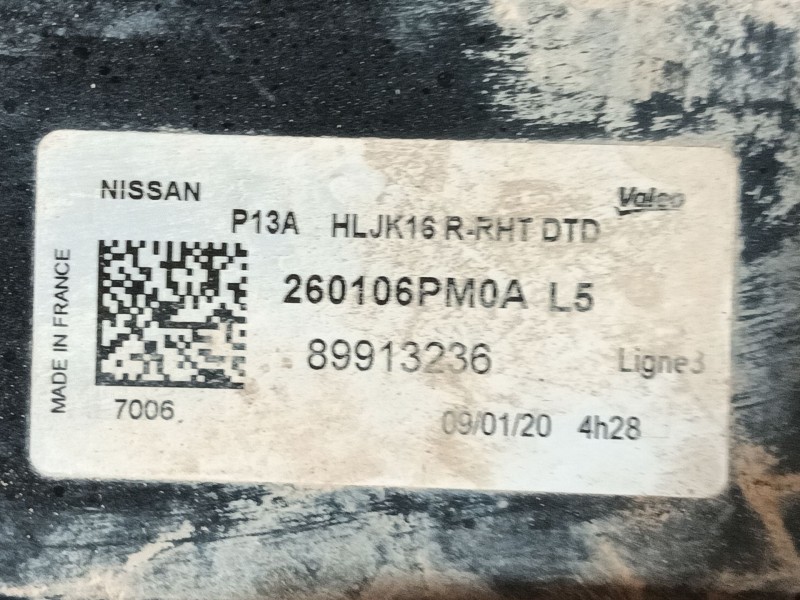 NISSAN
Valeo
P13A HLJK16 R-RHT DTD
260106PM0A L5
89913236
Ligne3
7006
09/01/20 4h28
MADE IN FRANCE